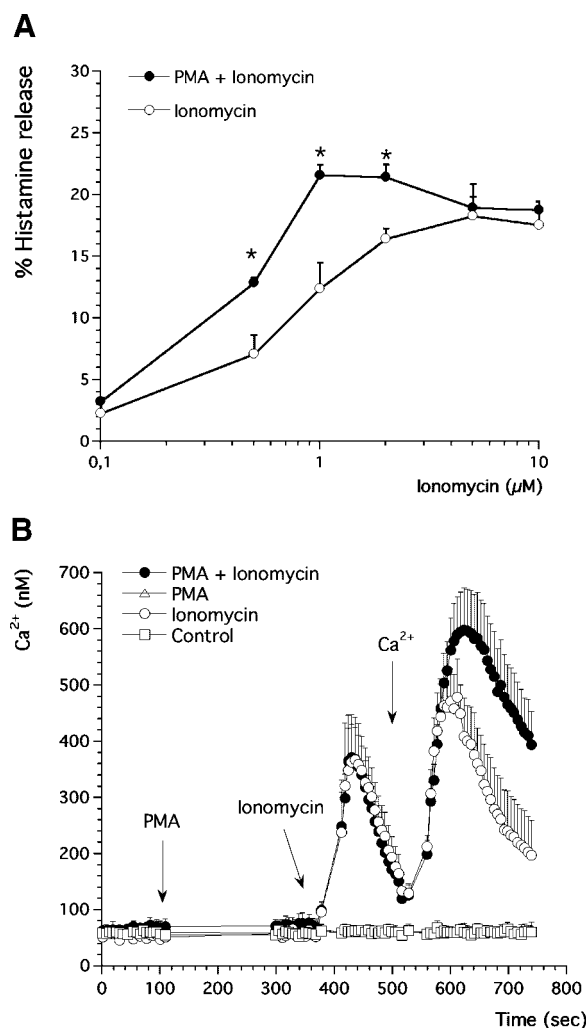 A
PMA + Ionomycin
Ionomycin
% Histamine release
30
25
20
15
10
5
0
*
*
*
0,1
1
10
Ionomycin (µM)
B
PMA + Ionomycin
PMA
Ionomycin
Control
Ca2+ (nM)
700
600
500
400
300
200
100
0
PMA
Ionomycin
Ca2+
0
100
200
300
400
500
600
700
800
Time (sec)